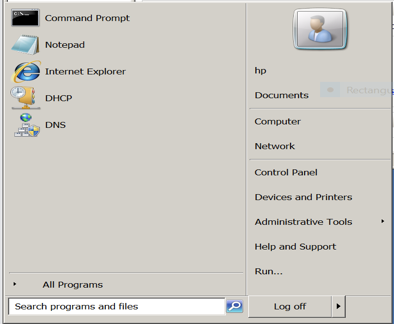 Command Prompt
Notepad
Internet Explorer
DHCP
DNS
All Programs
Search programs and files
hp
Documents
Computer
Network
Control Panel
Devices and Printers
Administrative Tools
Help and Support
Run...
Log off